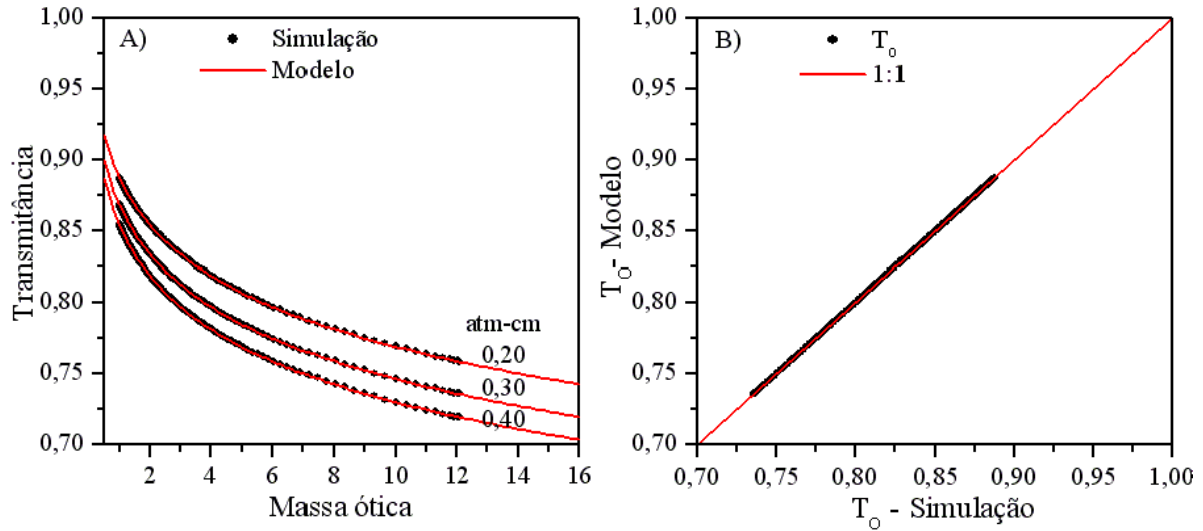 1,00
0,95
0,90
0,85
0,80
0,75
0,70
Transmitância
A)
Simulação
Modelo
atm-cm
0,20
0,30
0,40
2 4 6 8 10 12 14 16
Massa ótica
1,00
0,95
0,90
0,85
0,80
0,75
0,70
T_O - Modelo
B)
T_o
1:1
0,70 0,75 0,80 0,85 0,90 0,95 1,00
T_O - Simulação